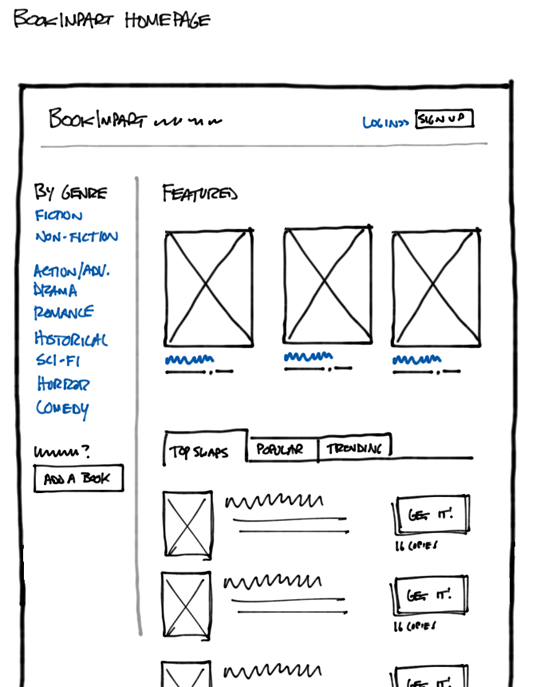 BOOKINPART HOMEPAGE
BOOKINPART
LOGIN>> SIGN UP
BY GENRE
FICTION
NON-FICTION
ACTION/ADV.
DRAMA
ROMANCE
HISTORICAL
SCI-FI
HORROR
COMEDY
?
ADD A BOOK
FEATURED
TOP SWAPS POPULAR TRENDING
GET IT!
16 COPIES
GET IT!
16 COPIES
GET IT!